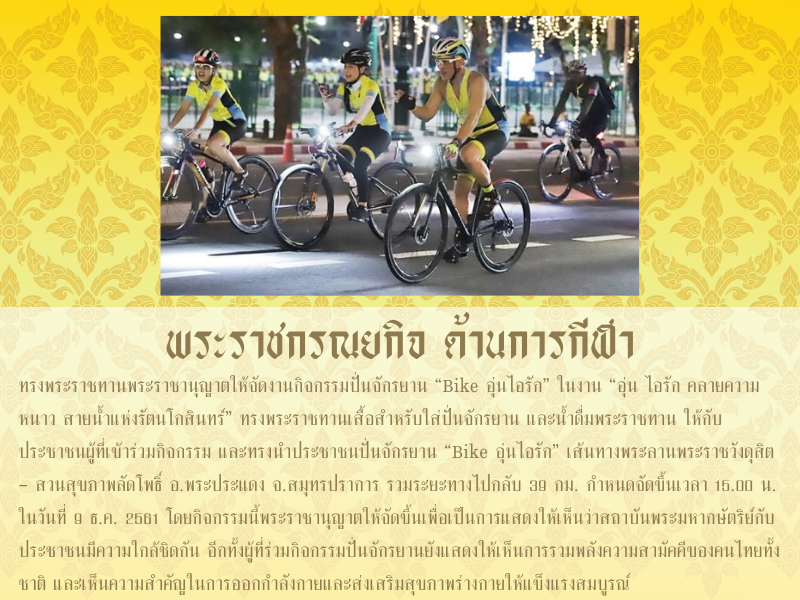 พระราชกรณยกิจ ด้านการกีฬา
ทรงพระราชทานพระราชานุญาตให้จัดงานกิจกรรมปั่นจักรยาน “Bike อุ่นไอรัก” ในงาน “อุ่น ไอรัก คลายความ
หนาว สายน้ำแห่งรัตนโกสินทร์” ทรงพระราชทานเสื้อสำหรับใส่ปั่นจักรยาน และน้ำดื่มพระราชทาน ให้กับ
ประชาชนผู้ที่เข้าร่วมกิจกรรม และทรงนำประชาชนปั่นจักรยาน “Bike อุ่นไอรัก” เส้นทางพระลานพระราชวังดุสิต
– สวนสุขภาพลัดโพธิ์ อ.พระประแดง จ.สมุทรปราการ รวมระยะทางไปกลับ 39 กม. กำหนดจัดขึ้นเวลา 15.00 น.
ในวันที่ 9 ธ.ค. 2561 โดยกิจกรรมนี้พระราชานุญาตให้จัดขึ้นเพื่อเป็นการแสดงให้เห็นว่าสถาบันพระมหากษัตริย์กับ
ประชาชนมีความใกล้ชิดกัน อีกทั้งผู้ที่ร่วมกิจกรรมปั่นจักรยานยังแสดงให้เห็นการรวมพลังความสามัคคีของคนไทยทั้ง
ชาติ และเห็นความสำคัญในการออกกำลังกายและส่งเสริมสุขภาพร่างกายให้แข็งแรงสมบูรณ์